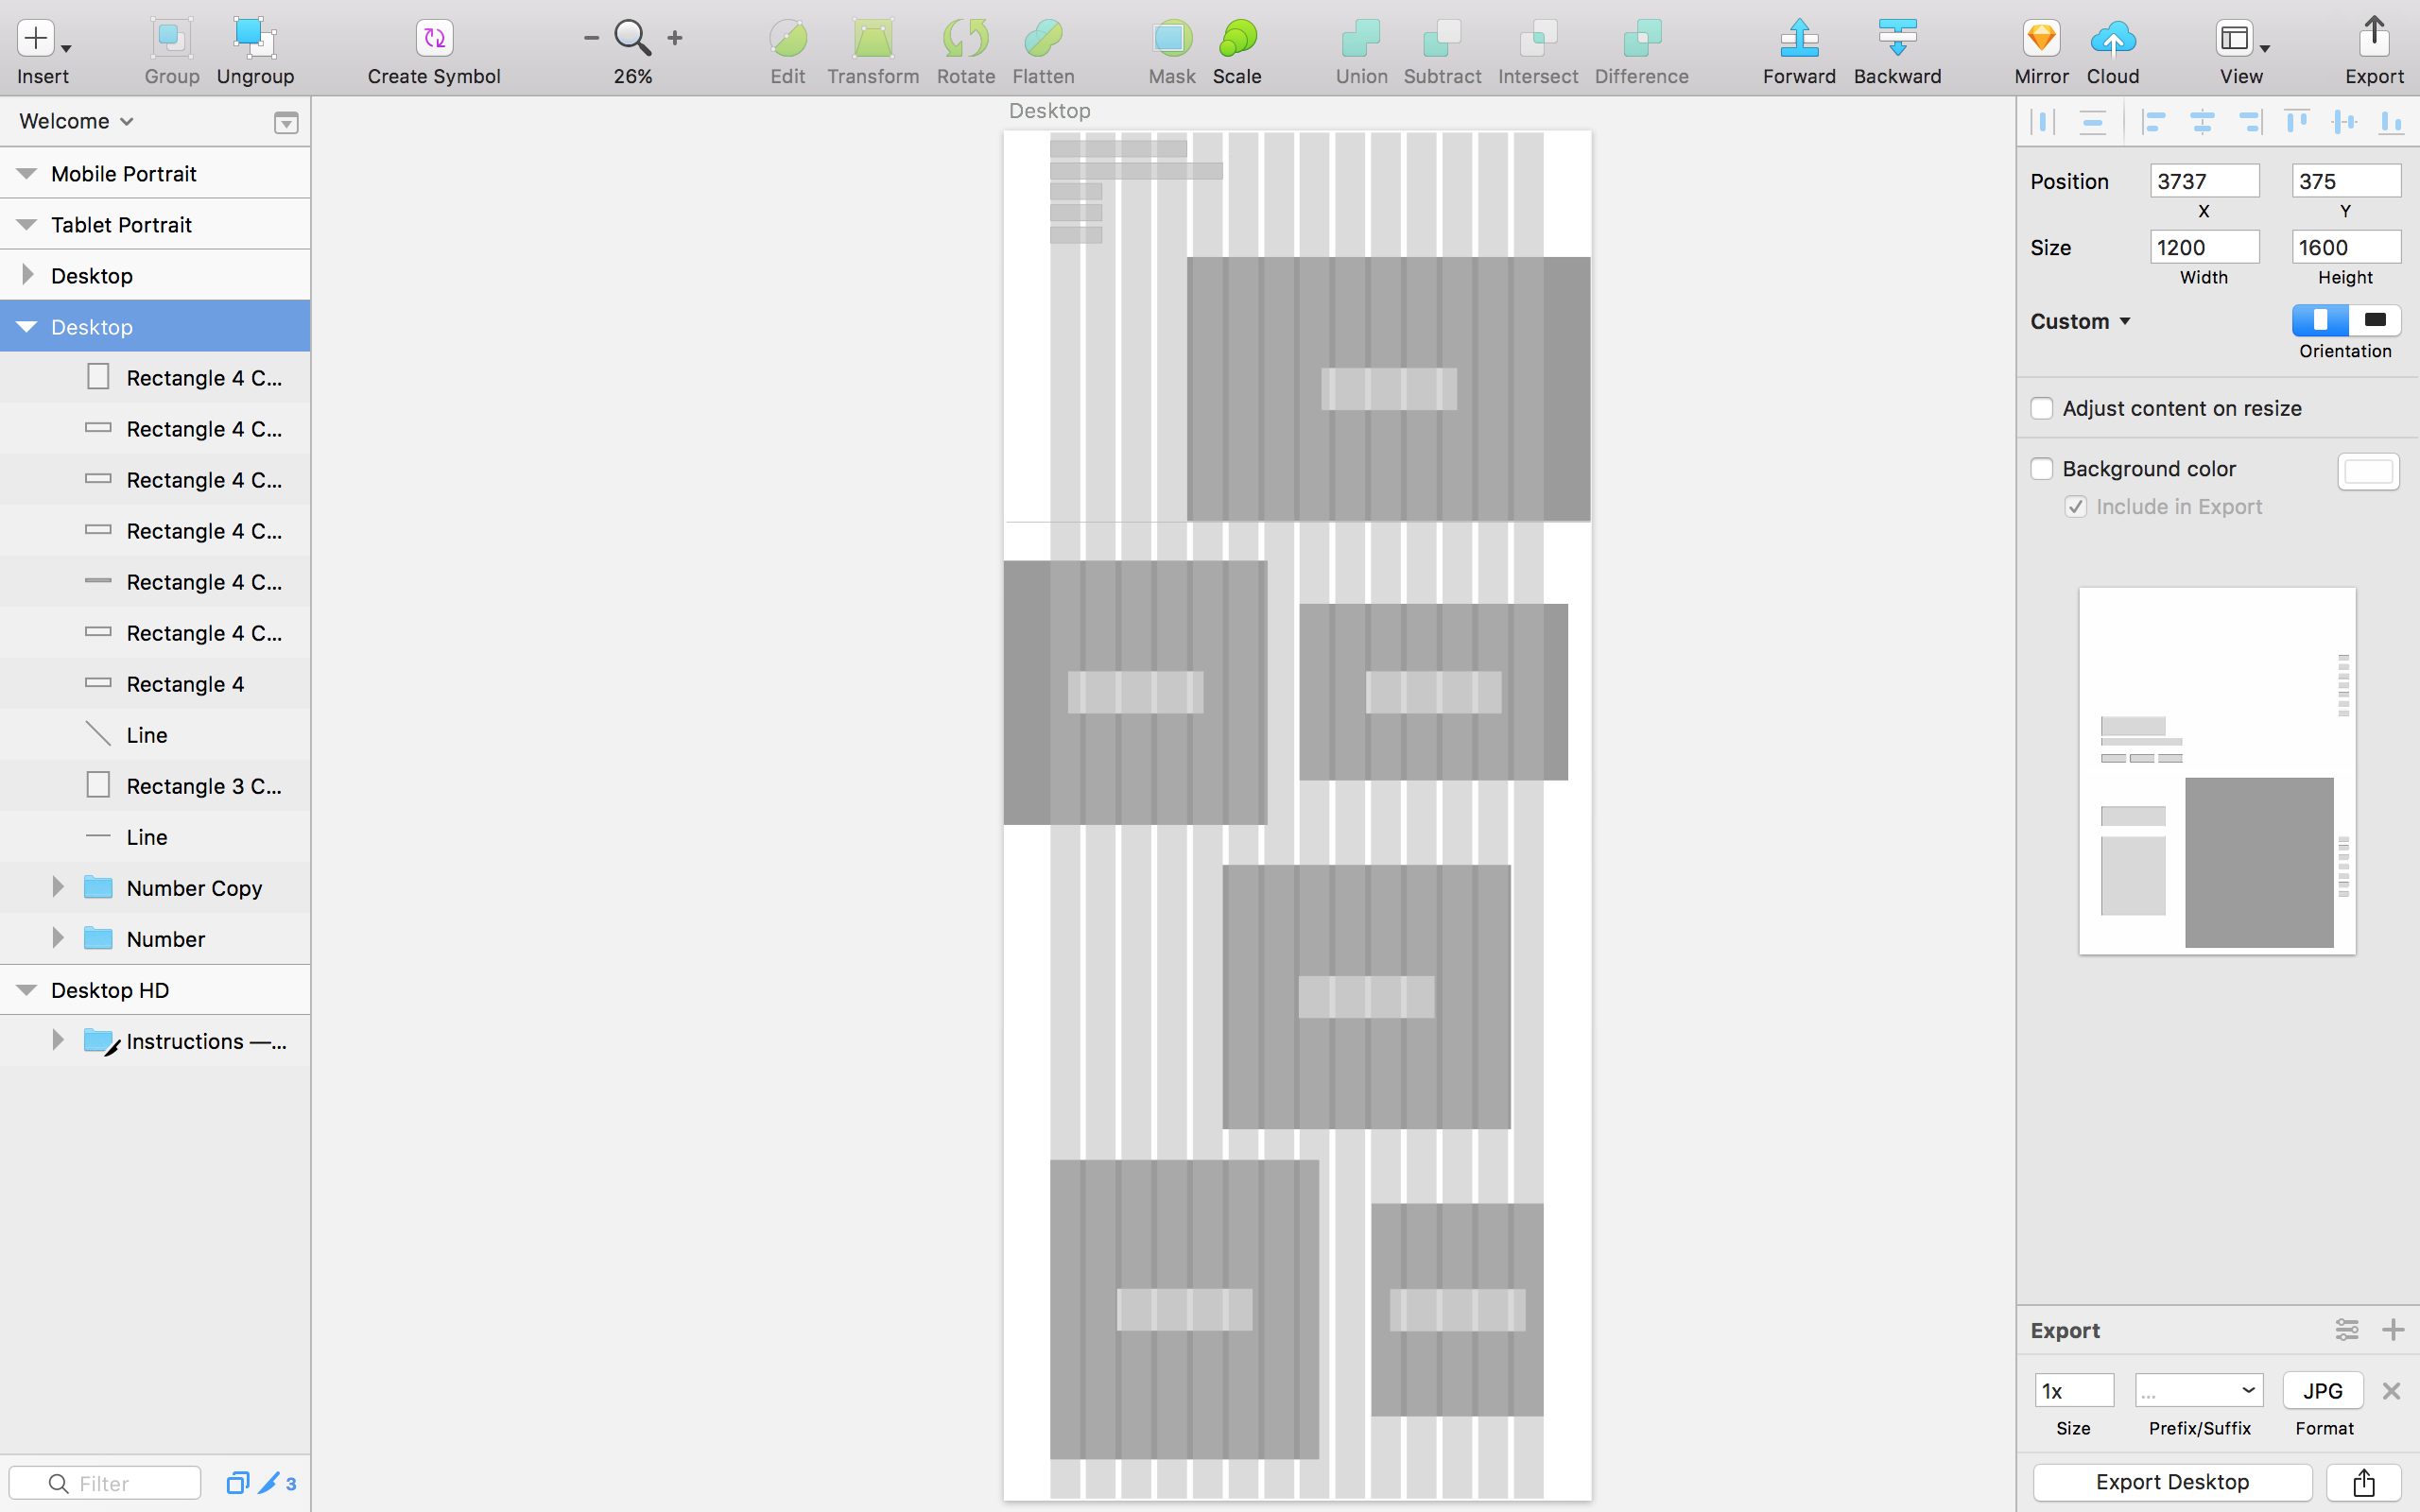 Insert
Group
Ungroup
Create Symbol
26%
Edit
Transform
Rotate
Flatten
Mask
Scale
Union
Subtract
Intersect
Difference
Forward
Backward
Mirror
Cloud
View
Export
Welcome
Mobile Portrait
Tablet Portrait
Desktop
Desktop
Rectangle 4 C...
Rectangle 4 C...
Rectangle 4 C...
Rectangle 4 C...
Rectangle 4 C...
Rectangle 4 C...
Rectangle 4
Line
Rectangle 3 C...
Line
Number Copy
Number
Desktop HD
Instructions —...
Filter
3
Desktop
Position
3737
375
X
Y
Size
1200
1600
Width
Height
Custom
Orientation
Adjust content on resize
Background color
Include in Export
Export
1x
...
JPG
Size
Prefix/Suffix
Format
Export Desktop